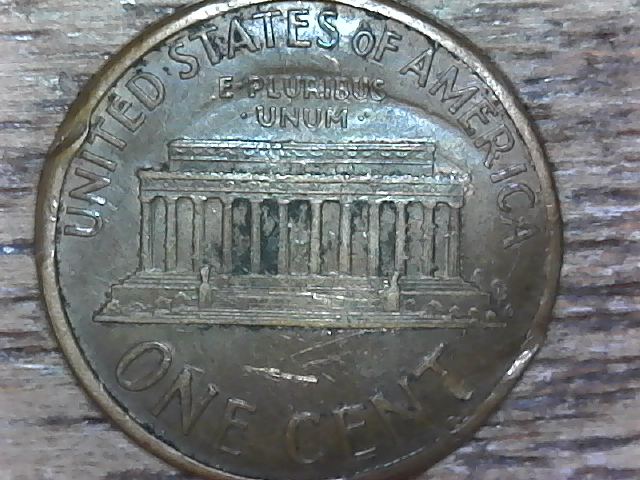 UNITED STATES OF AMERICA
E·PLURIBUS
·UNUM·
ONE CENT